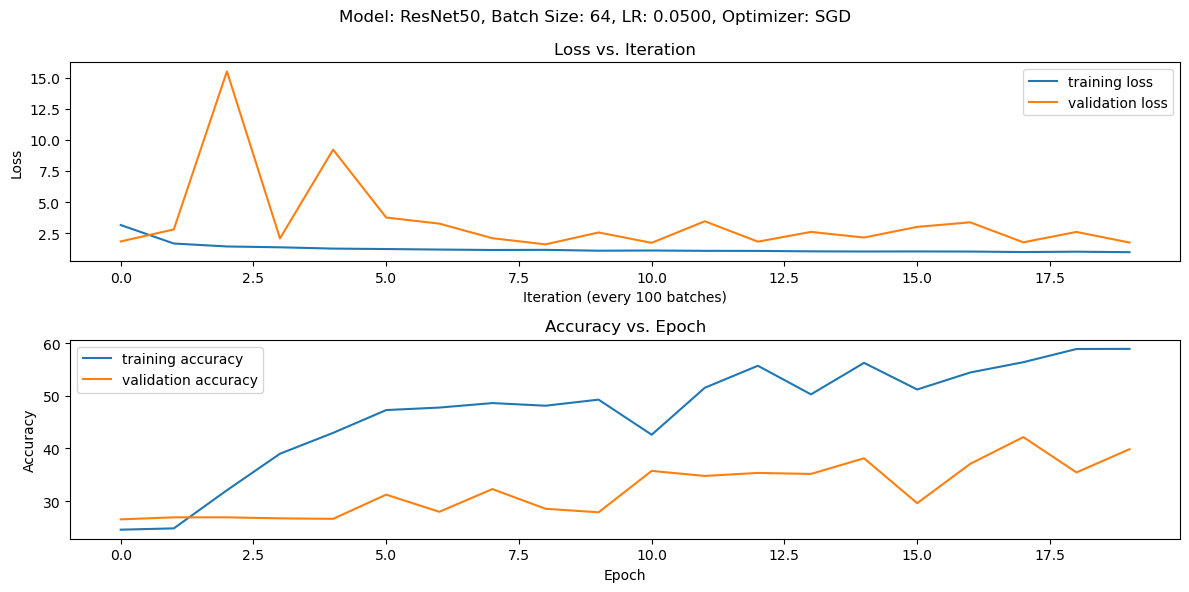 Model: ResNet50, Batch Size: 64, LR: 0.0500, Optimizer: SGD
Loss vs. Iteration
training loss
validation loss
15.0
12.5
10.0
7.5
5.0
2.5
Loss
0.0 2.5 5.0 7.5 10.0 12.5 15.0 17.5
Iteration (every 100 batches)
Accuracy vs. Epoch
training accuracy
validation accuracy
60
50
40
30
Accuracy
0.0 2.5 5.0 7.5 10.0 12.5 15.0 17.5
Epoch